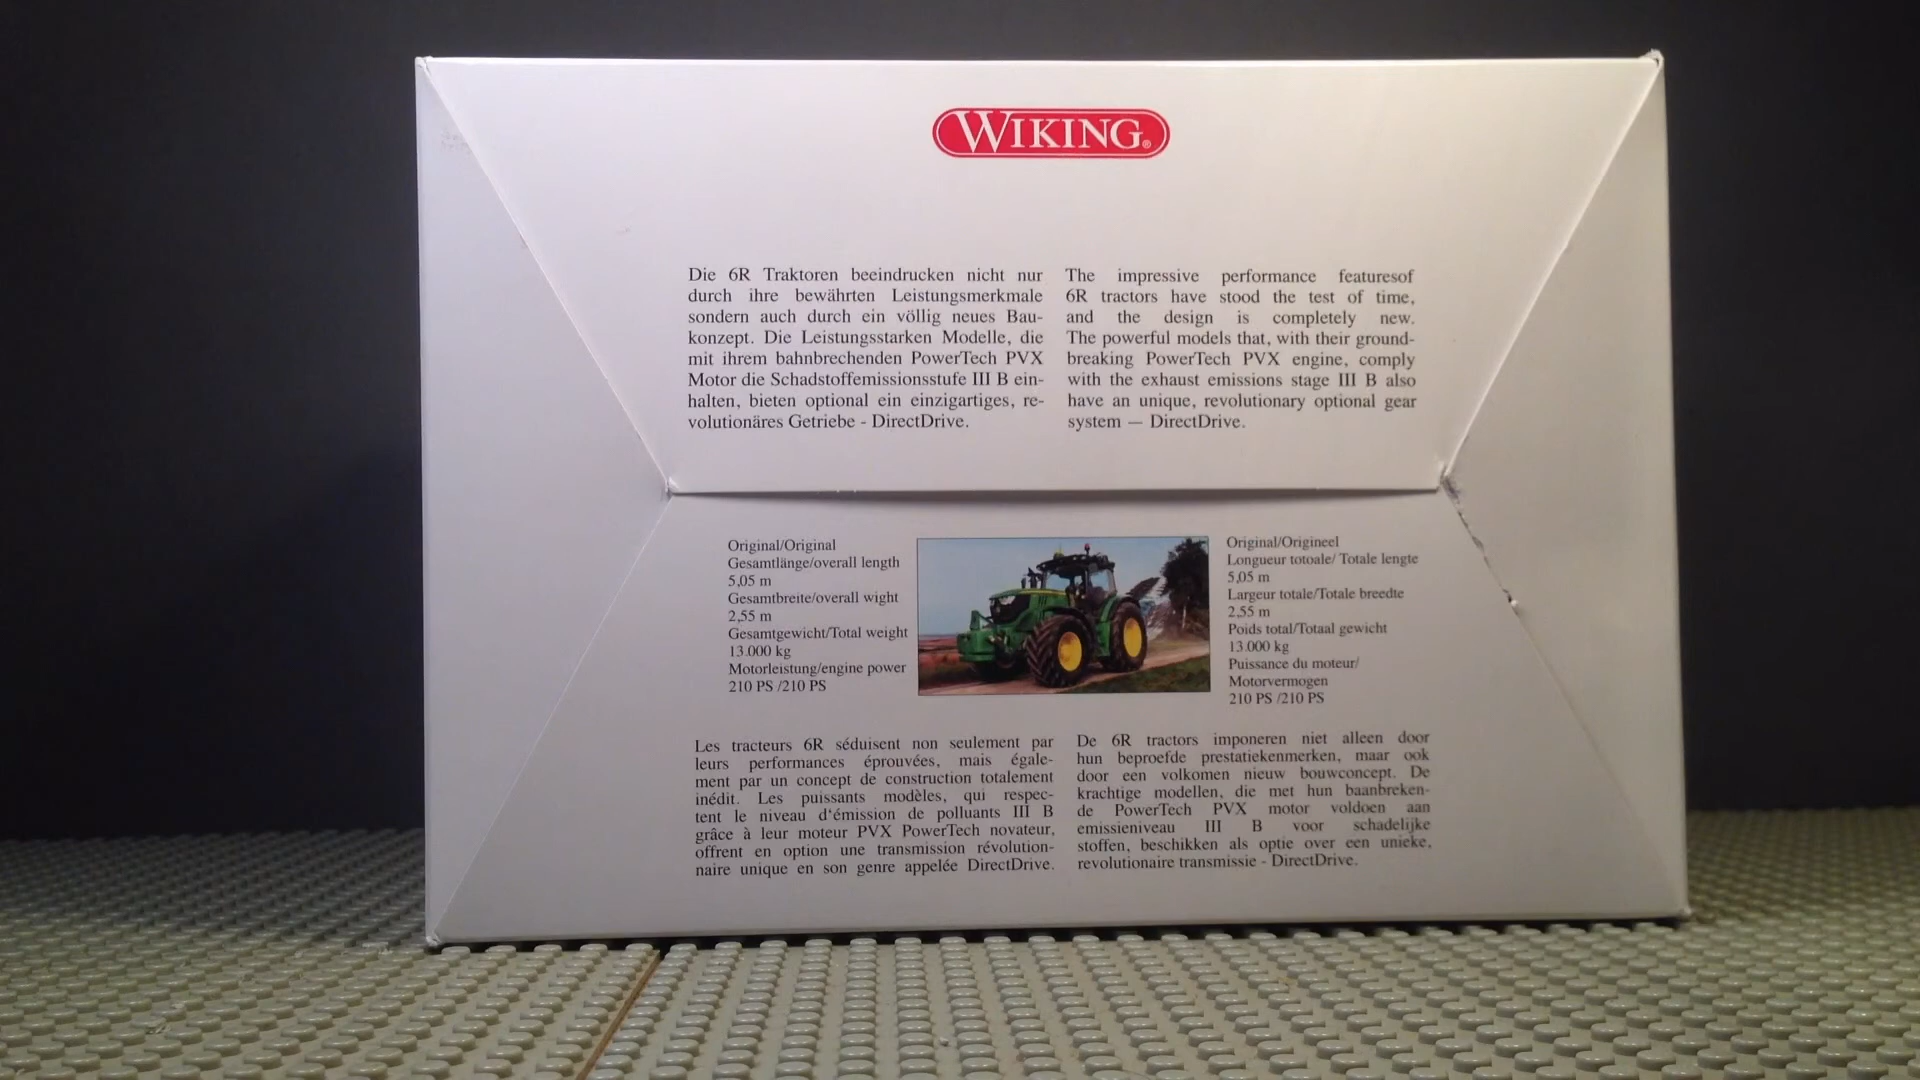 WIKING®
Die 6R Traktoren beeindrucken nicht nur
durch ihre bewährten Leistungsmerkmale
sondern auch durch ein völlig neues Bau-
konzept. Die Leistungsstarken Modelle, die
mit ihrem bahnbrechenden PowerTech PVX
Motor die Schadstoffemissionsstufe III B ein-
halten, bieten optional ein einzigartiges, re-
volutionäres Getriebe - DirectDrive.
The impressive performance featuresof
6R tractors have stood the test of time,
and the design is completely new.
The powerful models that, with their ground-
breaking PowerTech PVX engine, comply
with the exhaust emissions stage III B also
have an unique, revolutionary optional gear
system — DirectDrive.
Original/Original
Gesamtlänge/overall length
5,05 m
Gesamtbreite/overall wight
2,55 m
Gesamtgewicht/Total weight
13.000 kg
Motorleistung/engine power
210 PS /210 PS
Original/Origineel
Longueur totoale/ Totale lengte
5,05 m
Largeur totale/Totale breedte
2,55 m
Poids total/Totaal gewicht
13.000 kg
Puissance du moteur/
Motorvermogen
210 PS /210 PS
Les tracteurs 6R séduisent non seulement par
leurs performances éprouvées, mais égale-
ment par un concept de construction totalement
inédit. Les puissants modèles, qui respec-
tent le niveau d‘émission de polluants III B
grâce à leur moteur PVX PowerTech novateur,
offrent en option une transmission révolution-
naire unique en son genre appelée DirectDrive.
De 6R tractors imponeren niet alleen door
hun beproefde prestatiekenmerken, maar ook
door een volkomen nieuw bouwconcept. De
krachtige modellen, die met hun baanbreken-
de PowerTech PVX motor voldoen aan
emissieniveau III B voor schadelijke
stoffen, beschikken als optie over een unieke,
revolutionaire transmissie - DirectDrive.